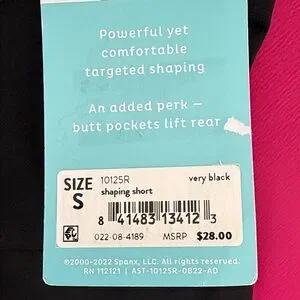 Powerful yet
comfortable
targeted shaping
An added perk –
butt pockets lift rear
SIZE
S
10125R very black
shaping short
8 41483 13412 3
022-08-4189 MSRP $28.00
©2000-2022 Spanx, LLC. All rights reserved.
RN 112121 | AST-10125R-0822-AD